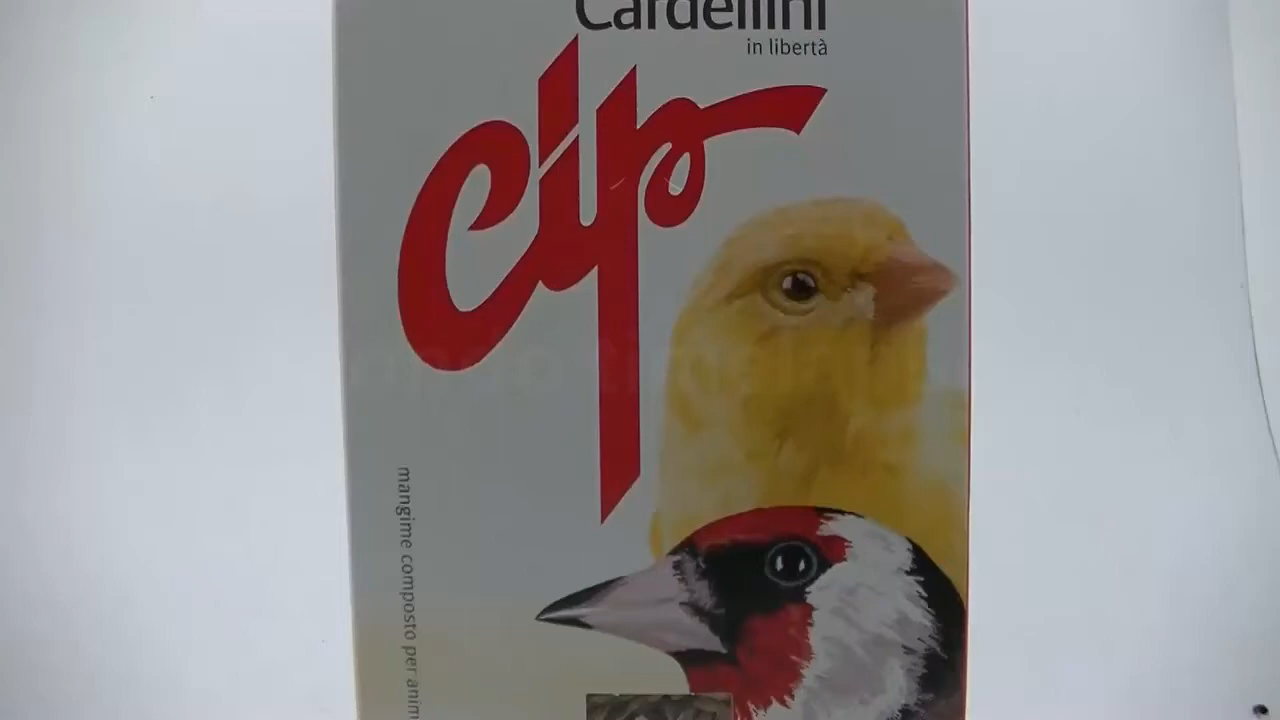 Cardellini
in libertà
cip
mangime composto per anim